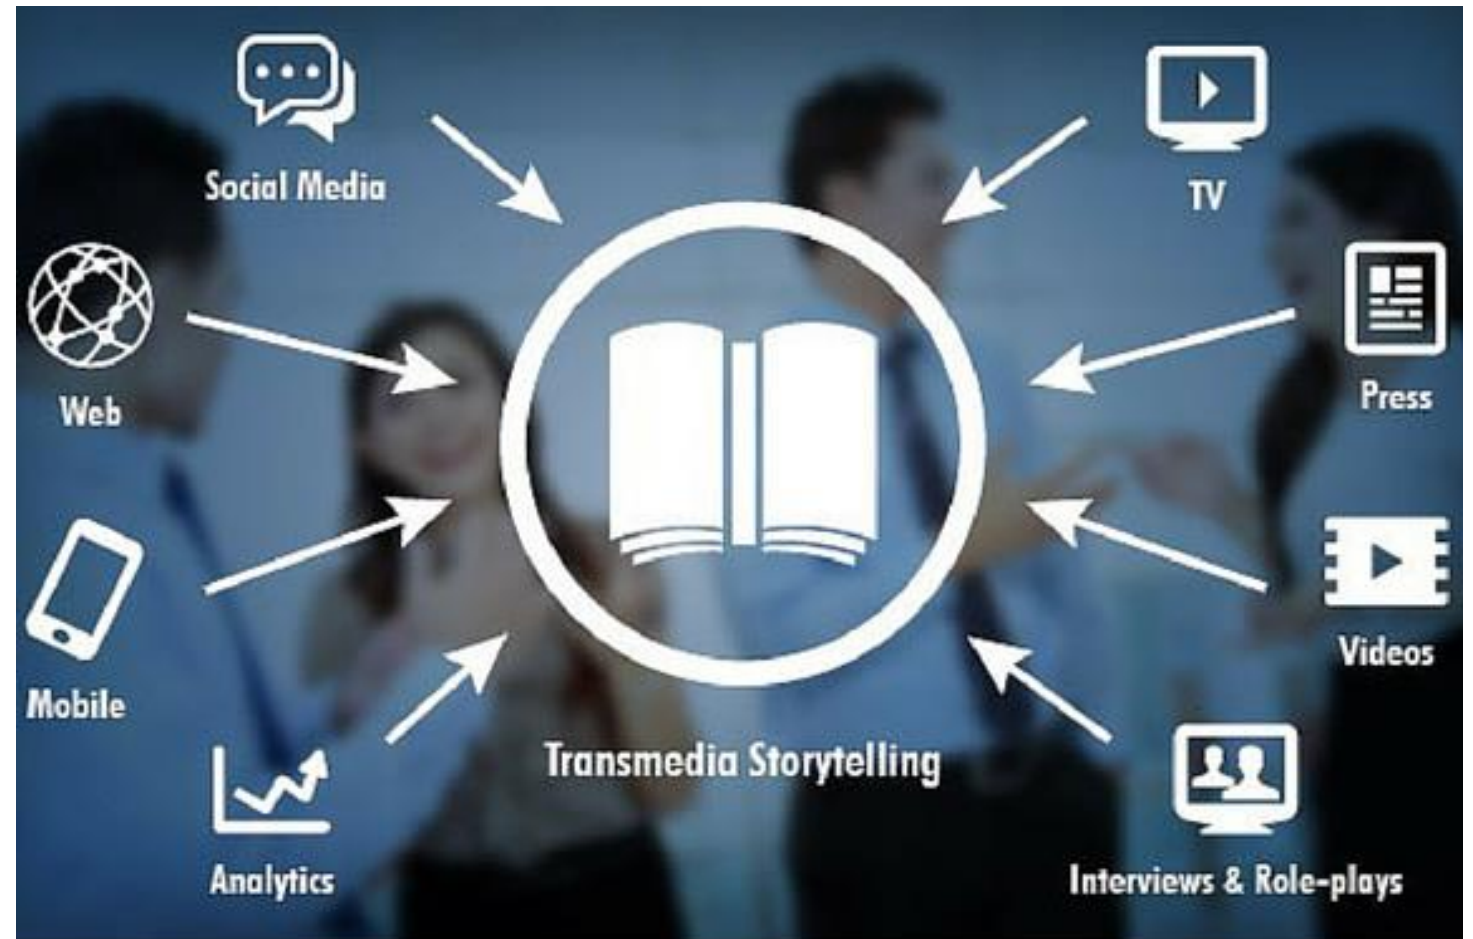 Social Media
TV
Web
Press
Mobile
Videos
Transmedia Storytelling
Analytics
Interviews & Role-plays